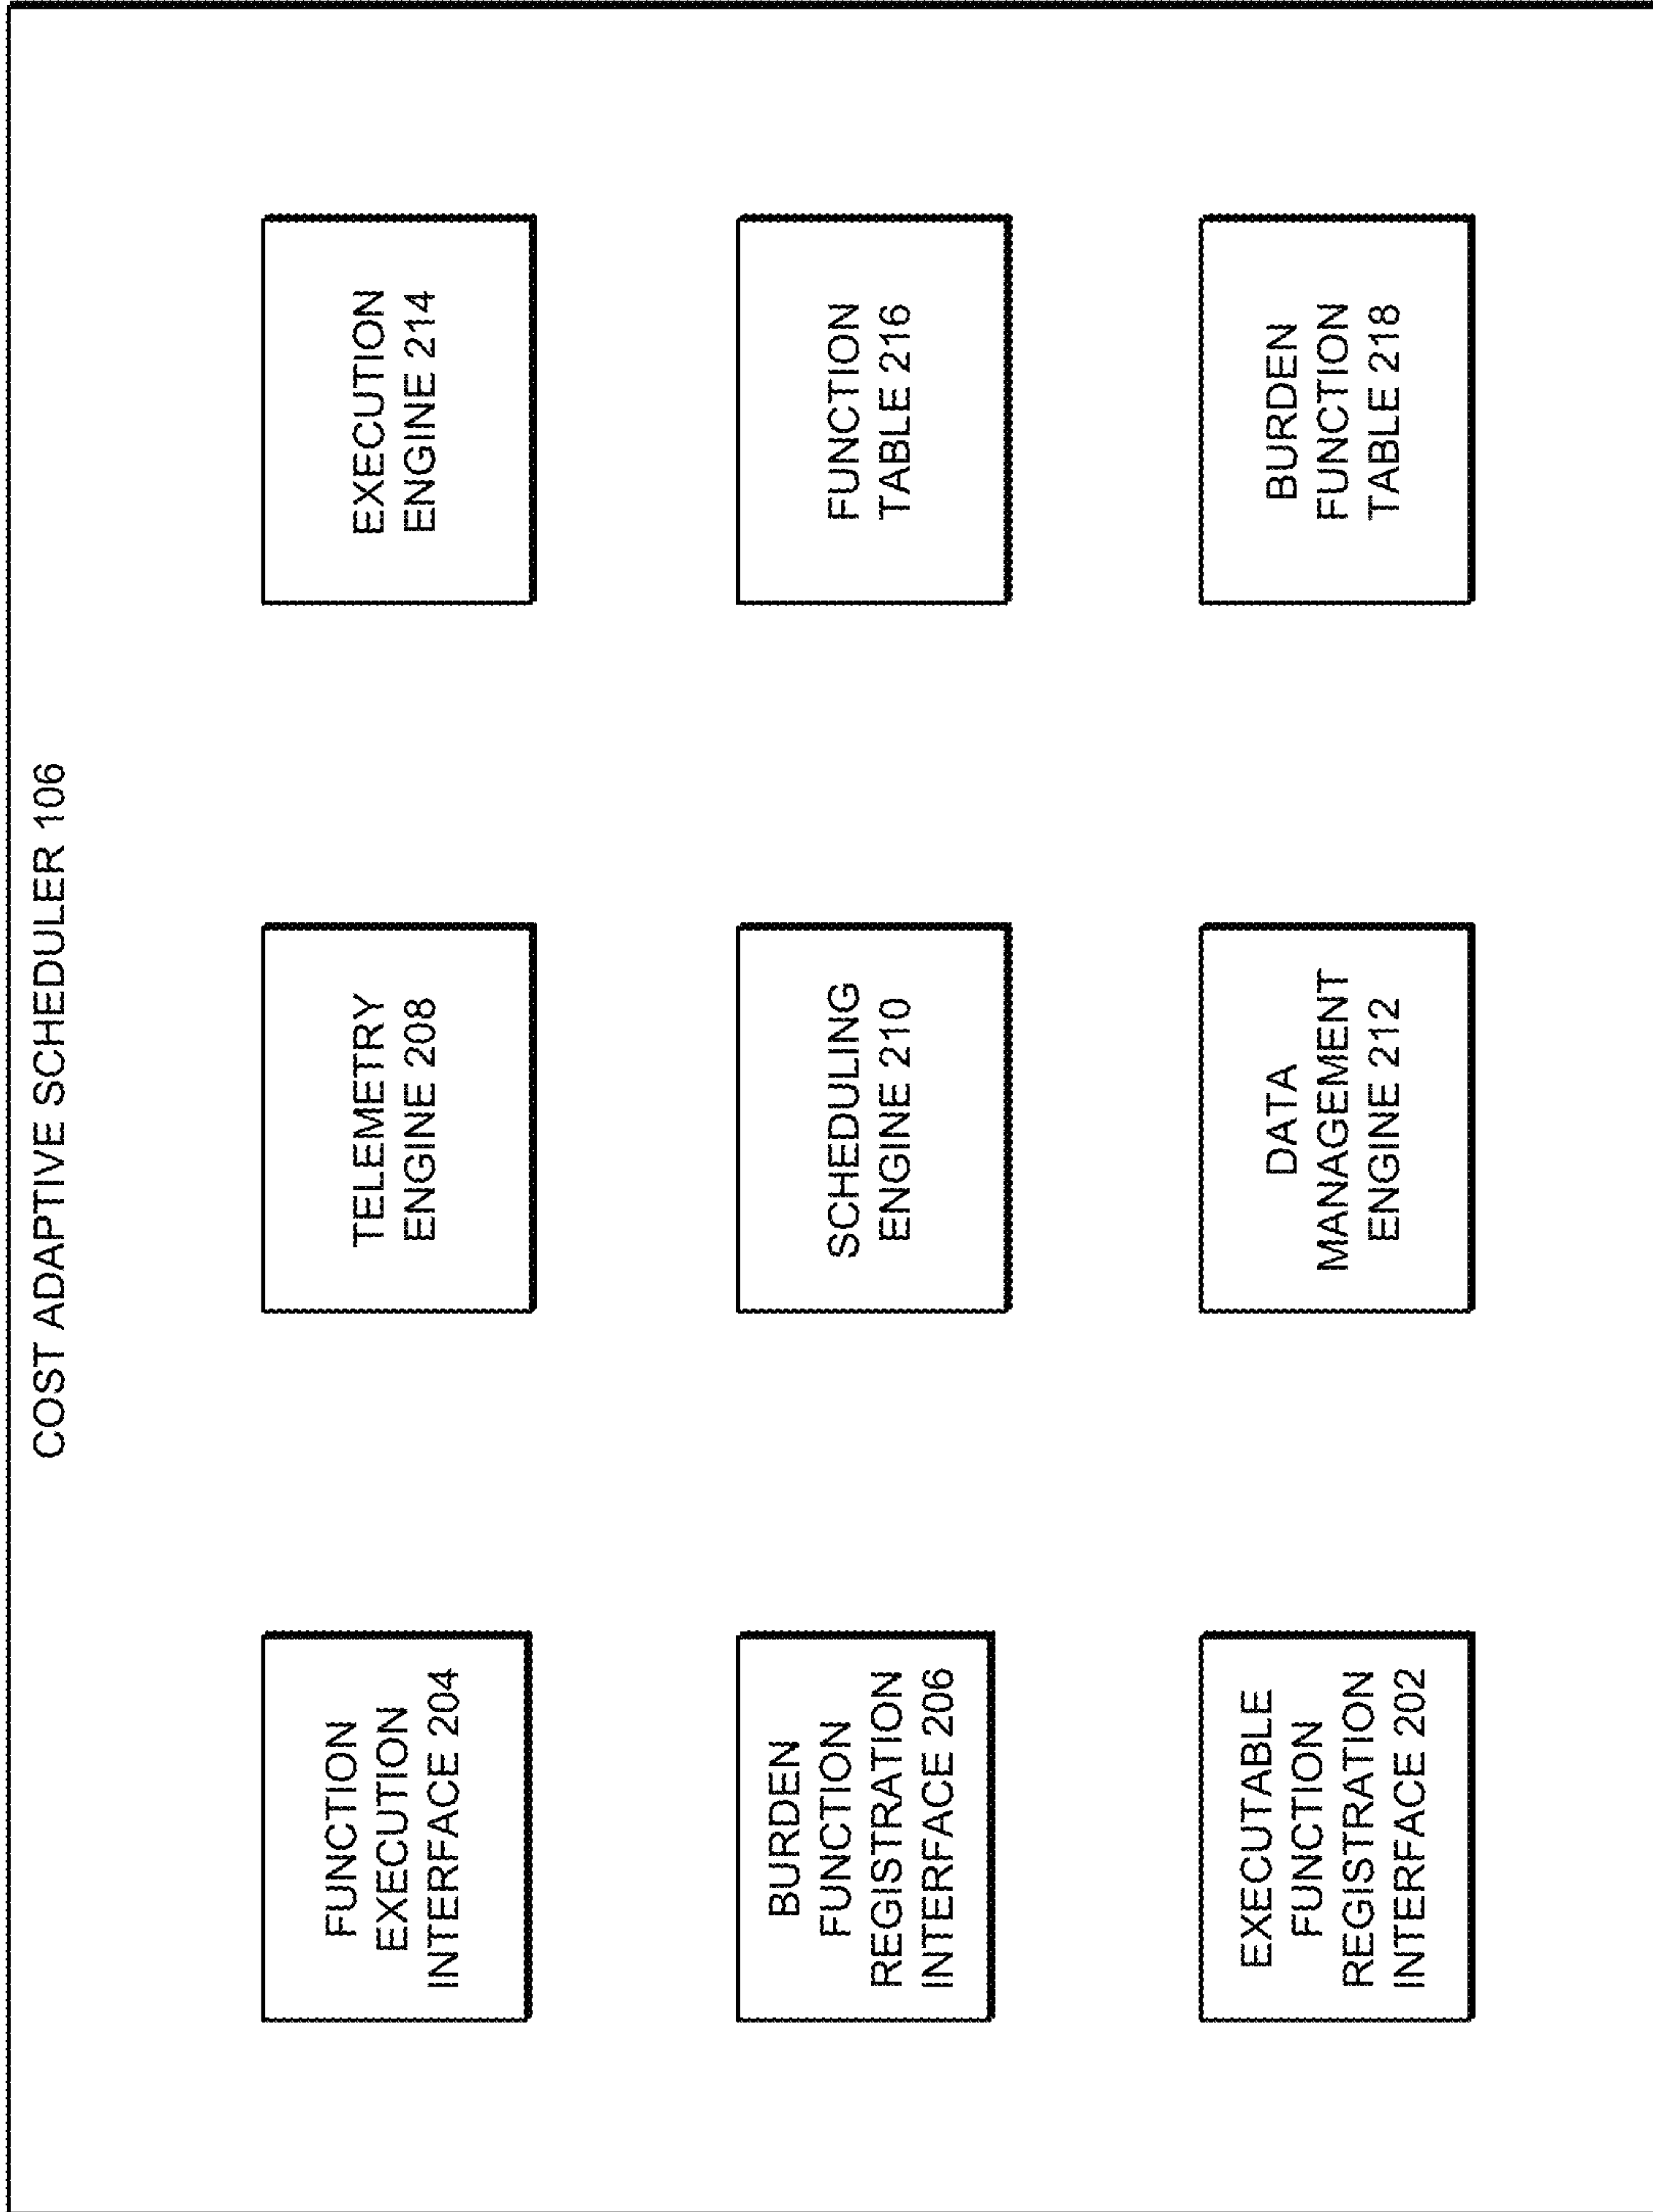 COST ADAPTIVE SCHEDULER 106
FUNCTION
EXECUTION
INTERFACE 204
TELEMETRY
ENGINE 208
EXECUTION
ENGINE 214
BURDEN
FUNCTION
REGISTRATION
INTERFACE 206
SCHEDULING
ENGINE 210
FUNCTION
TABLE 216
EXECUTABLE
FUNCTION
REGISTRATION
INTERFACE 202
DATA
MANAGEMENT
ENGINE 212
BURDEN
FUNCTION
TABLE 218